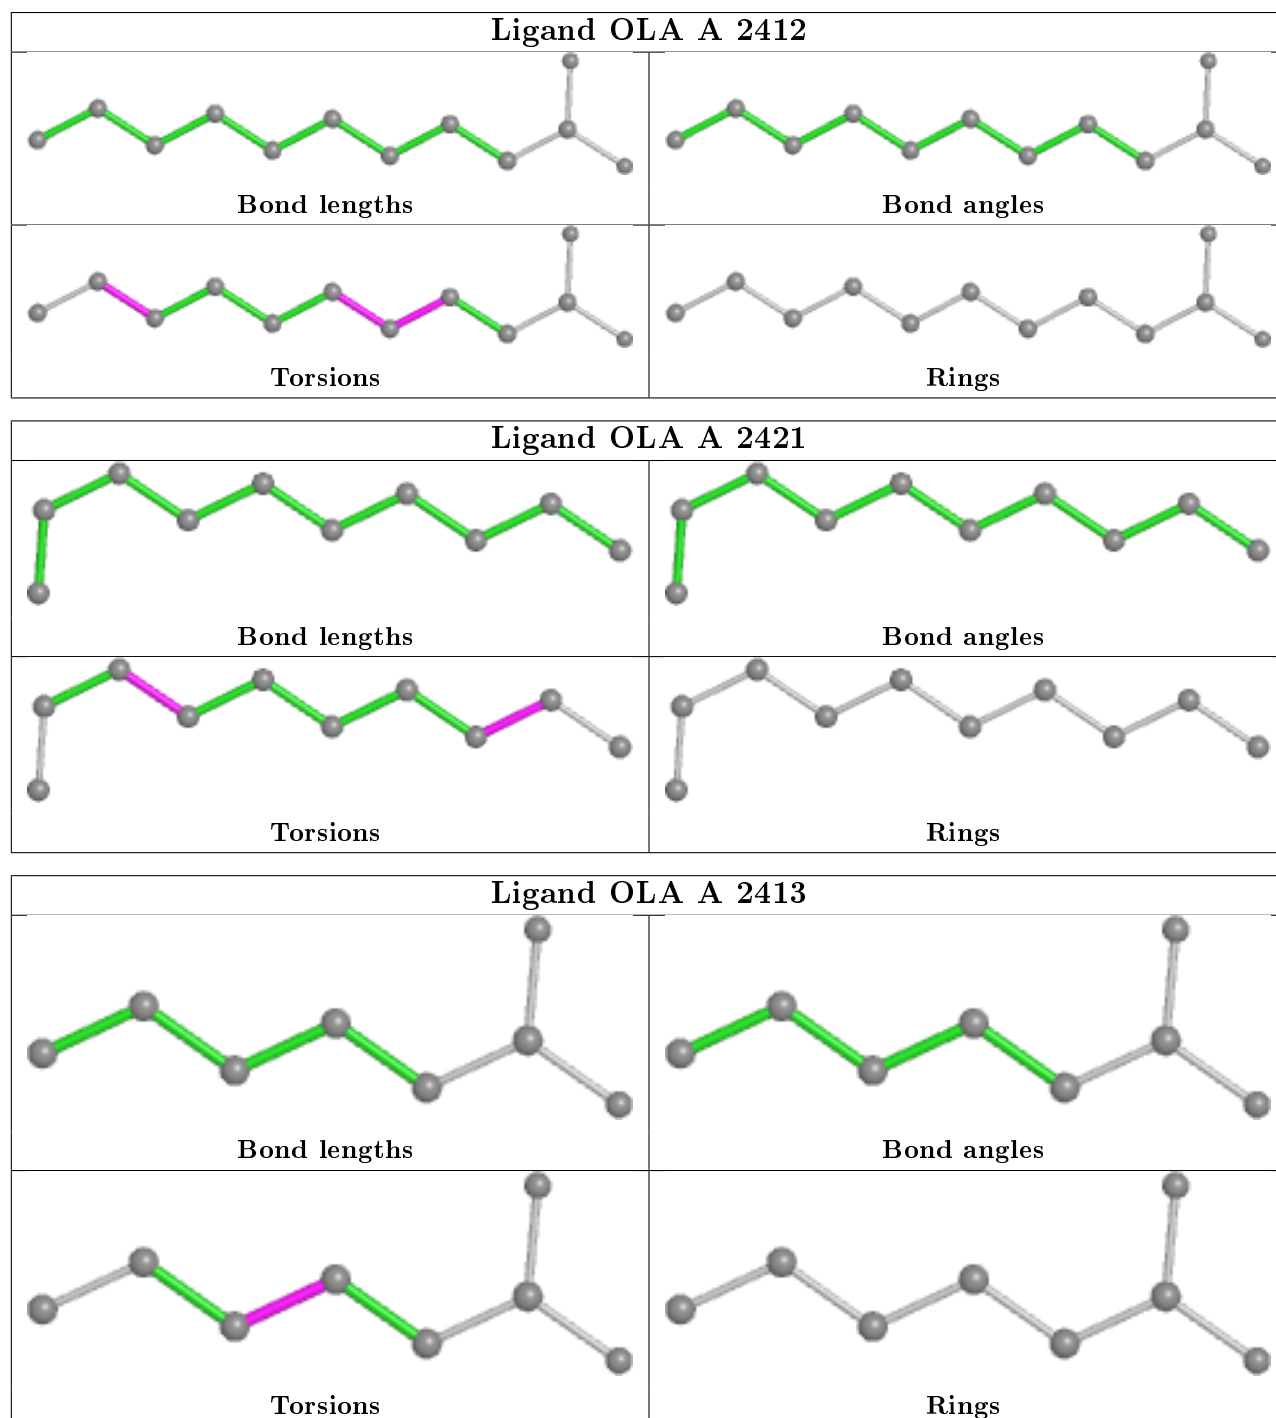 Ligand OLA A 2412
Bond lengths
Bond angles
Torsions
Rings
Ligand OLA A 2421
Bond lengths
Bond angles
Torsions
Rings
Ligand OLA A 2413
Bond lengths
Bond angles
Torsions
Rings